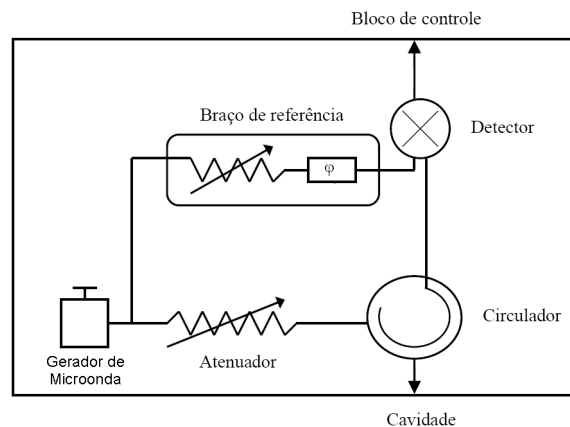 Bloco de controle
Braço de referência
Detector
φ
Circulador
Gerador de
Microonda
Atenuador
Cavidade